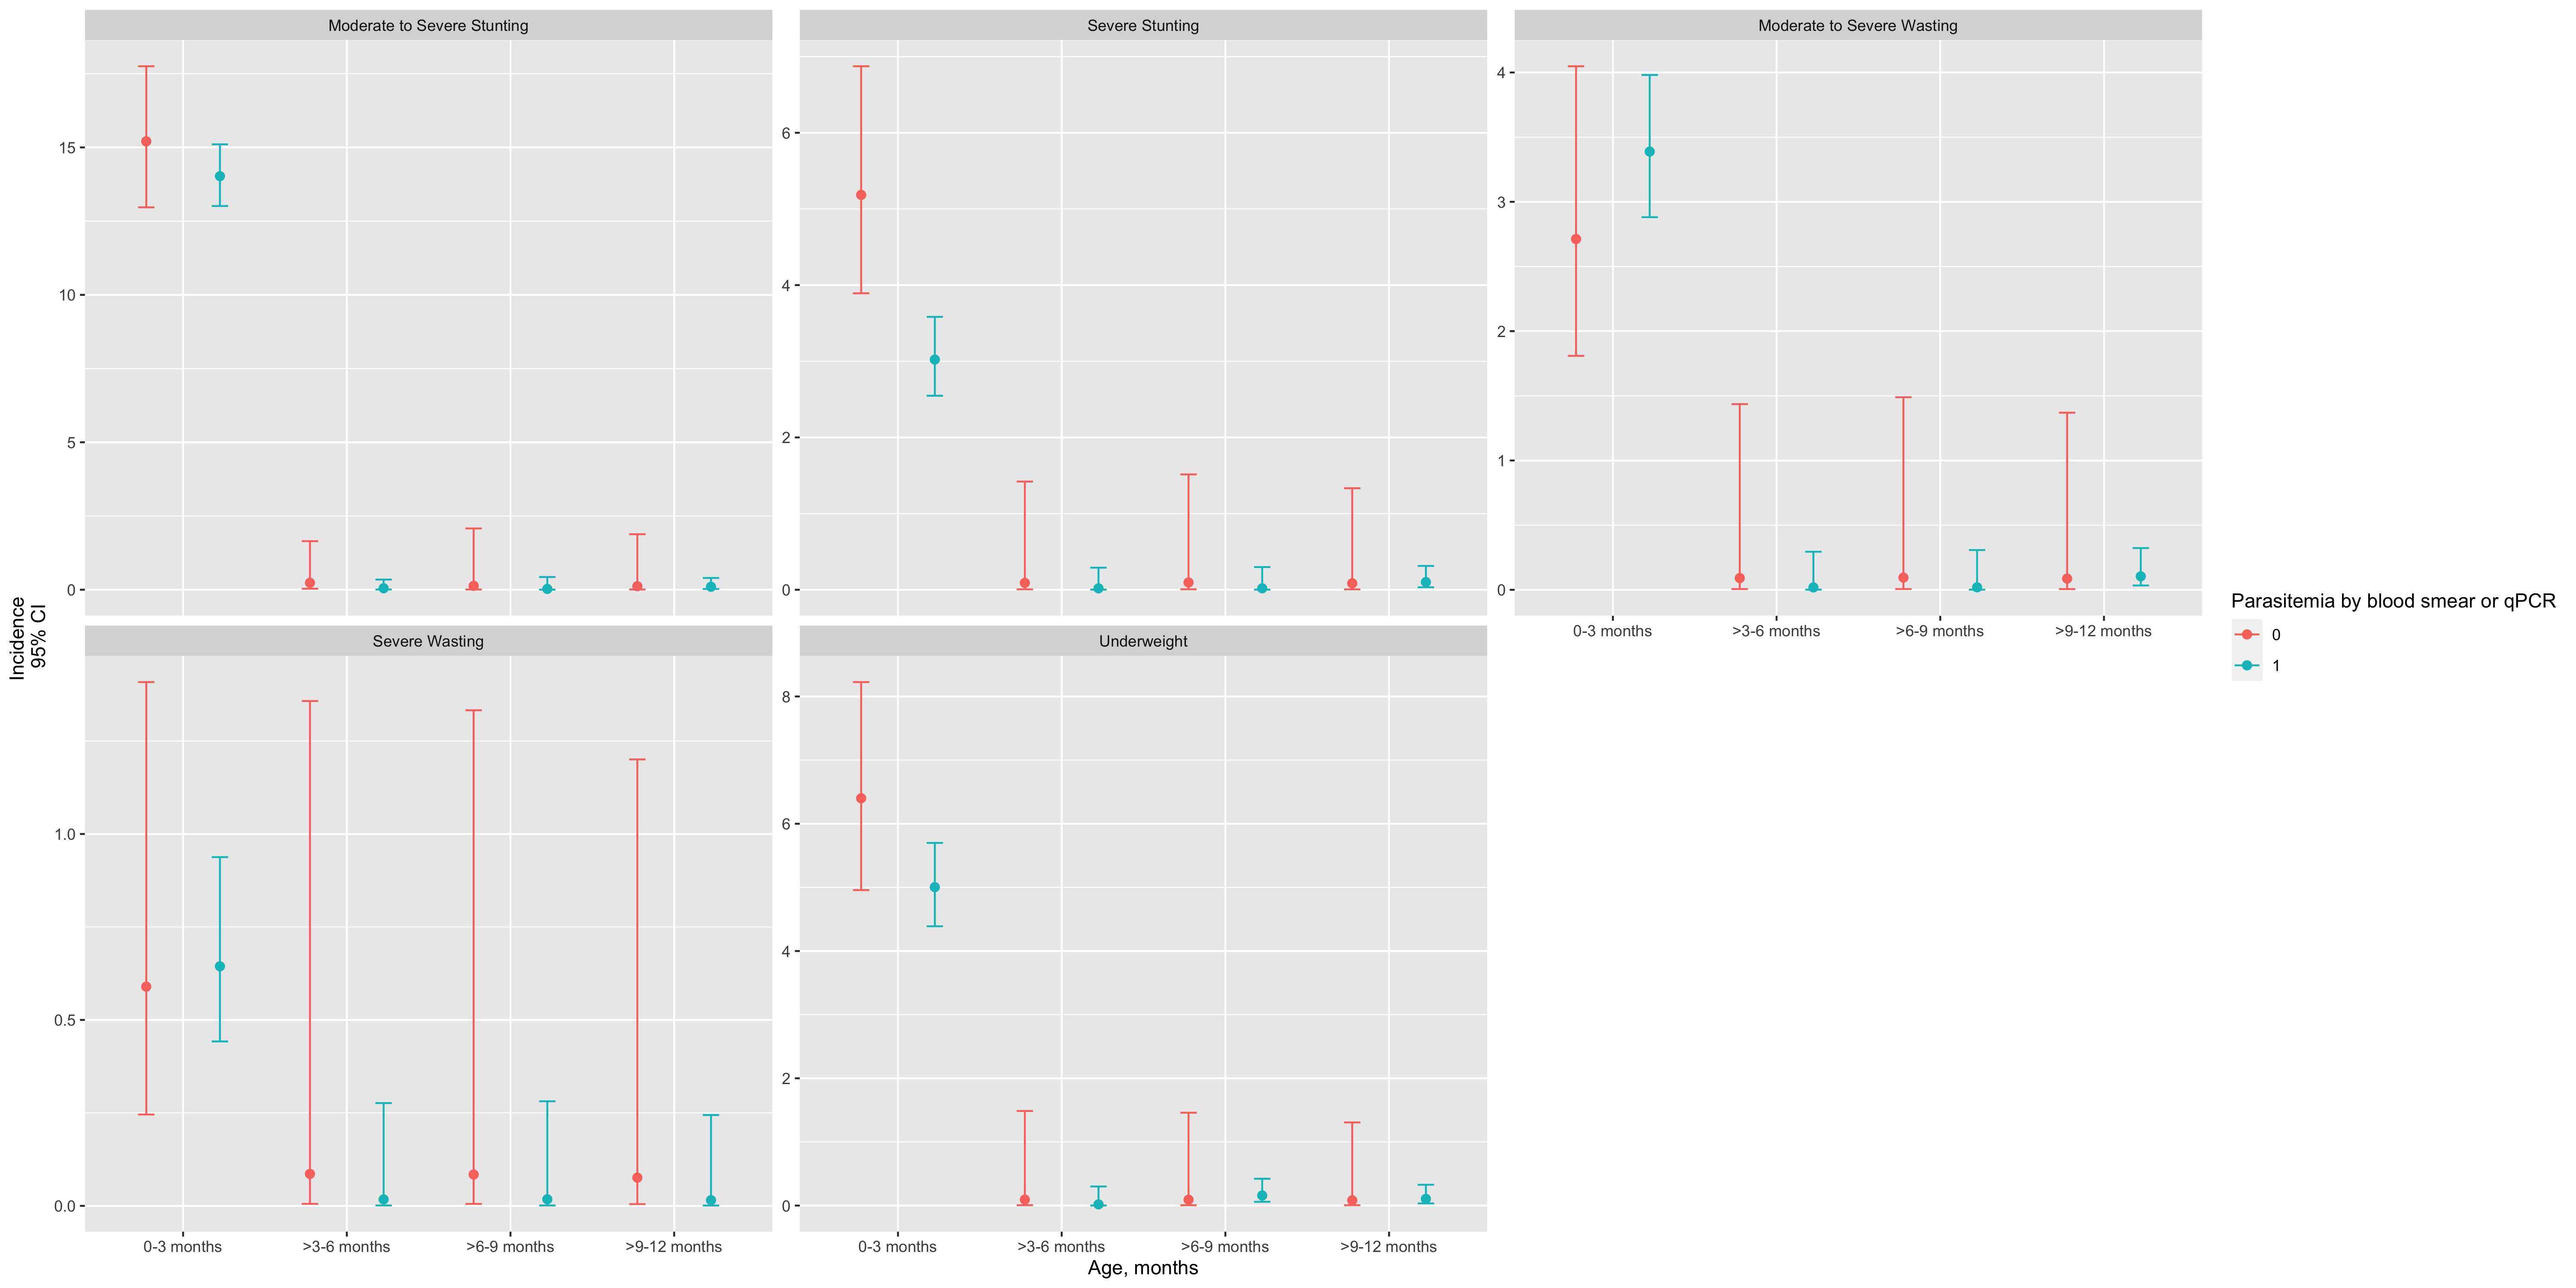 Moderate to Severe Stunting
Severe Stunting
Moderate to Severe Wasting
15
10
5
0
6
4
2
0
4
3
2
1
0
0-3 months
>3-6 months
>6-9 months
>9-12 months
Incidence
95% CI
Severe Wasting
Underweight
1.0
0.5
0.0
8
6
4
2
0
0-3 months
>3-6 months
>6-9 months
>9-12 months
0-3 months
>3-6 months
>6-9 months
>9-12 months
Age, months
Parasitemia by blood smear or qPCR
0
1